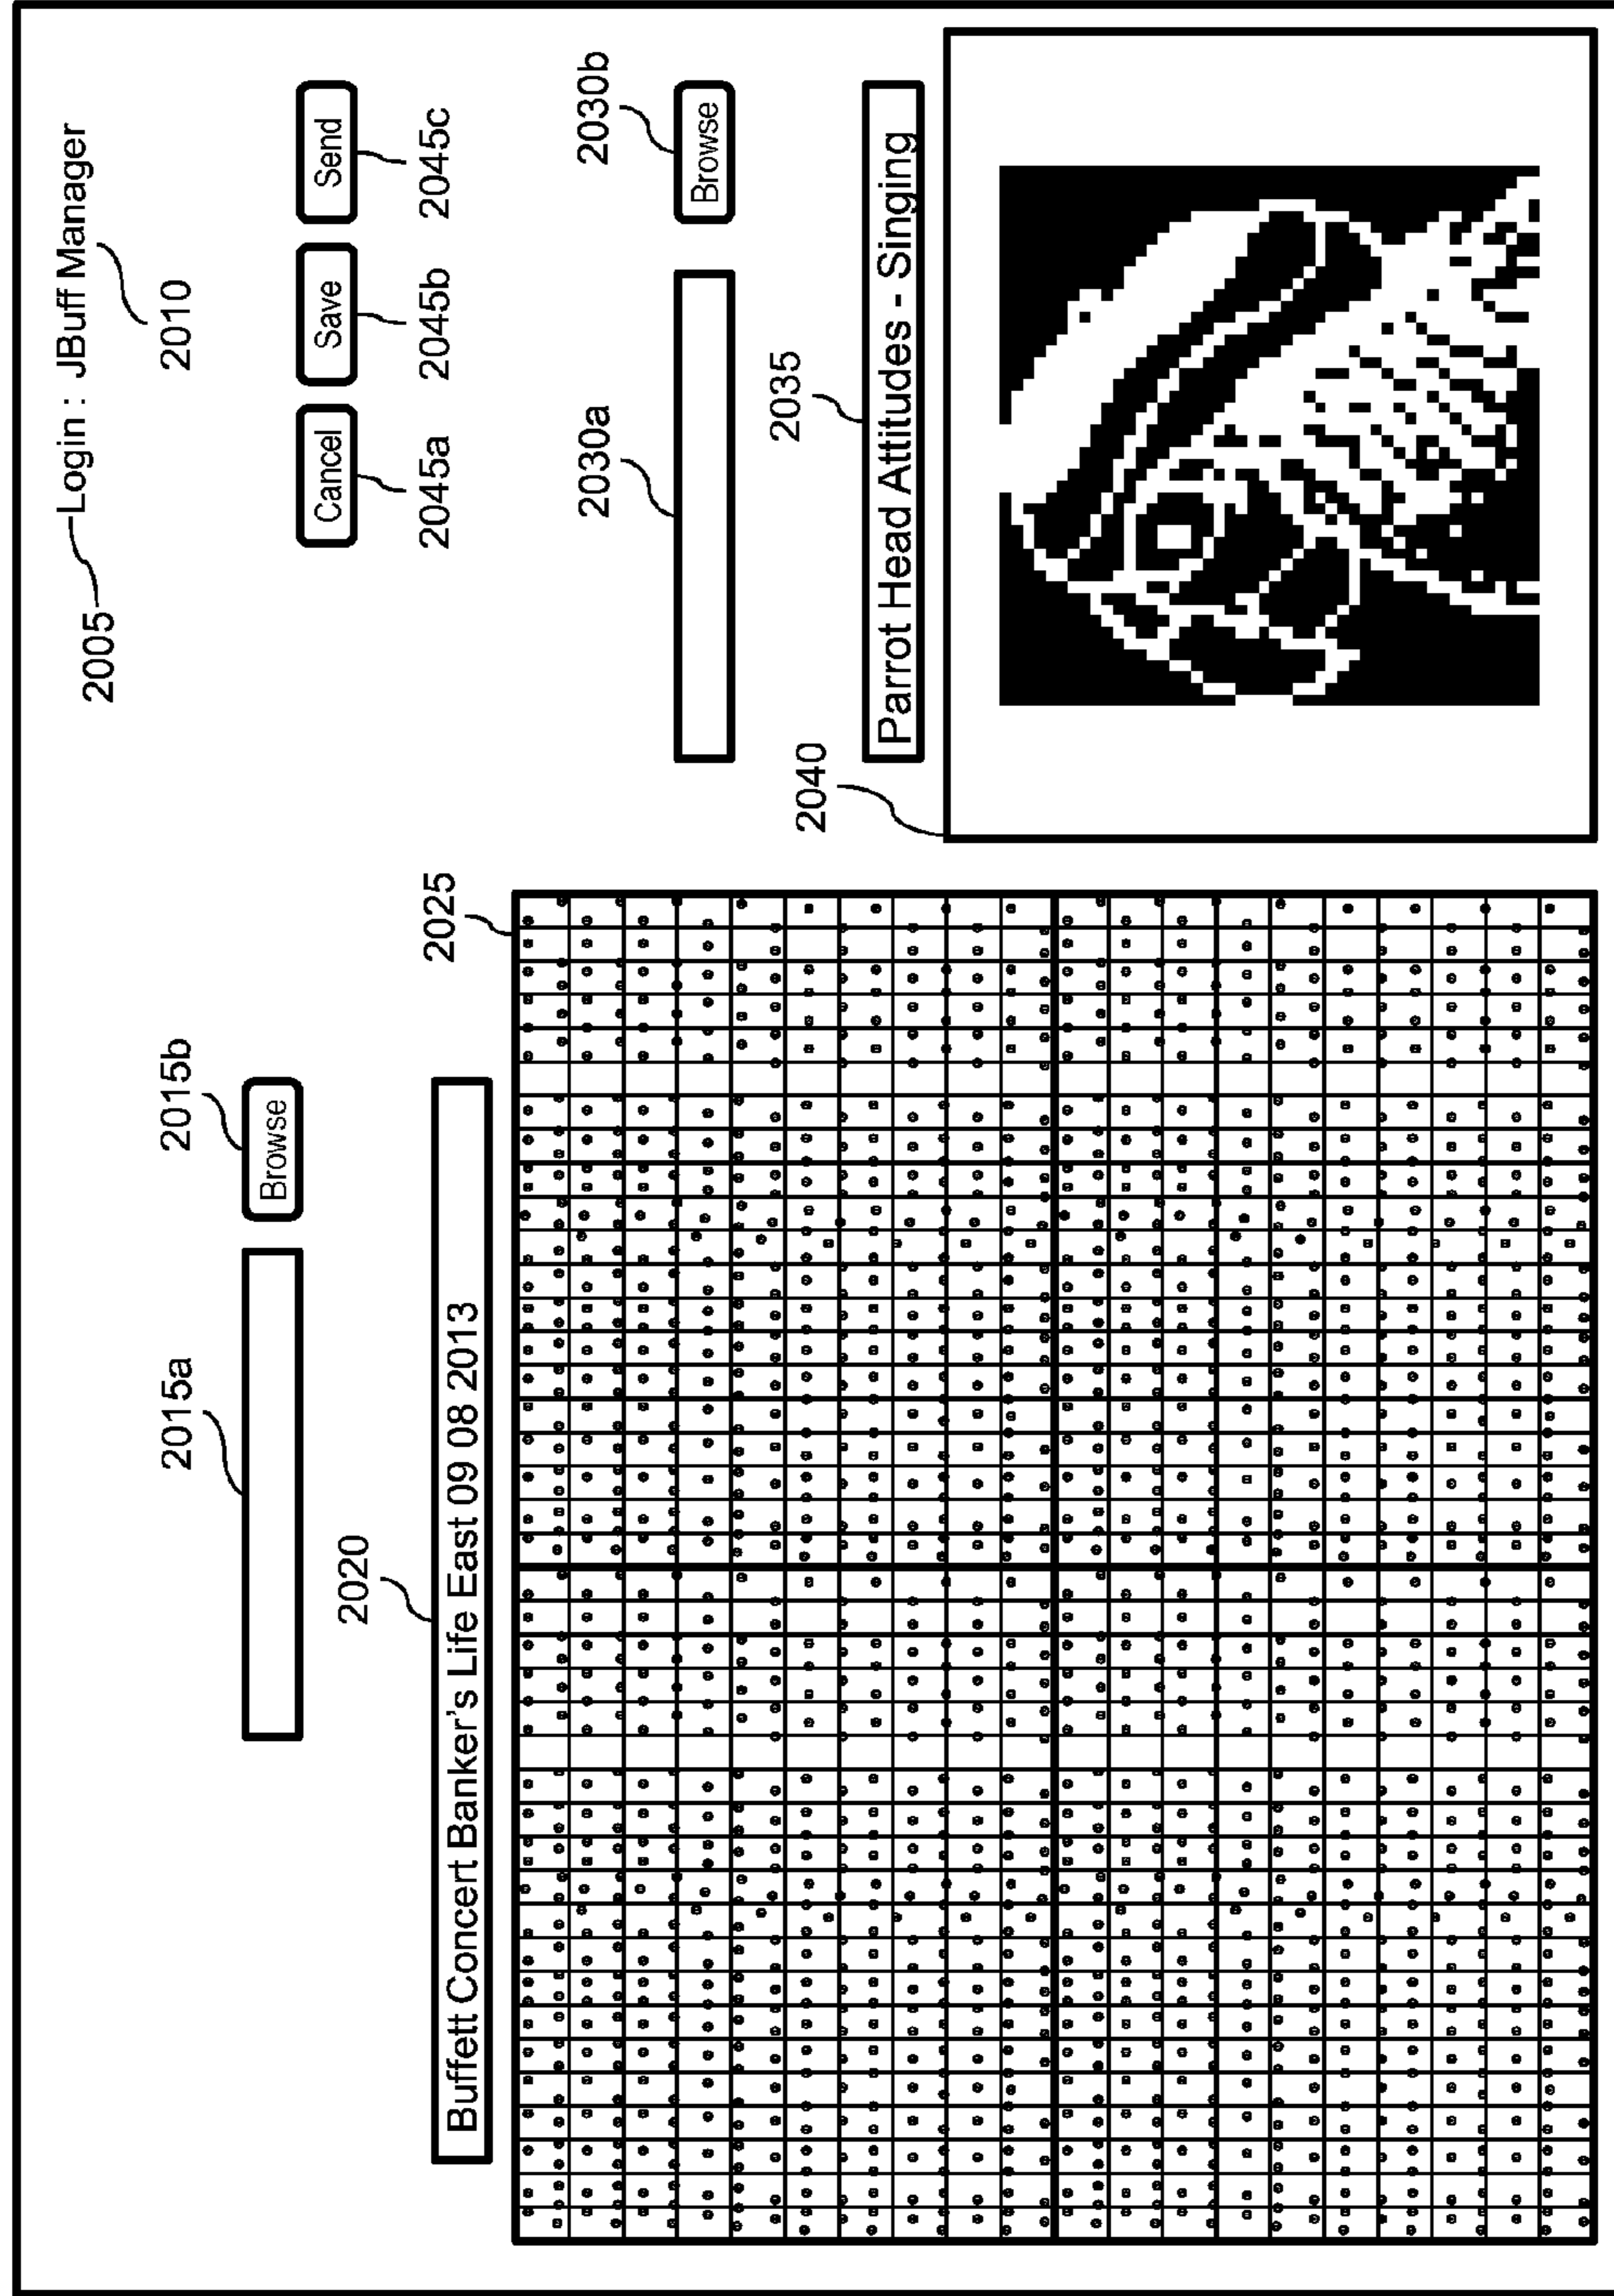 2005
Login : JBuff Manager
2010
2015a
2015b
Browse
Cancel
Save
Send
2045a
2045b
2045c
2020
Buffett Concert Banker's Life East 09 08 2013
2025
2030a
2030b
Browse
2035
Parrot Head Attitudes - Singing
2040